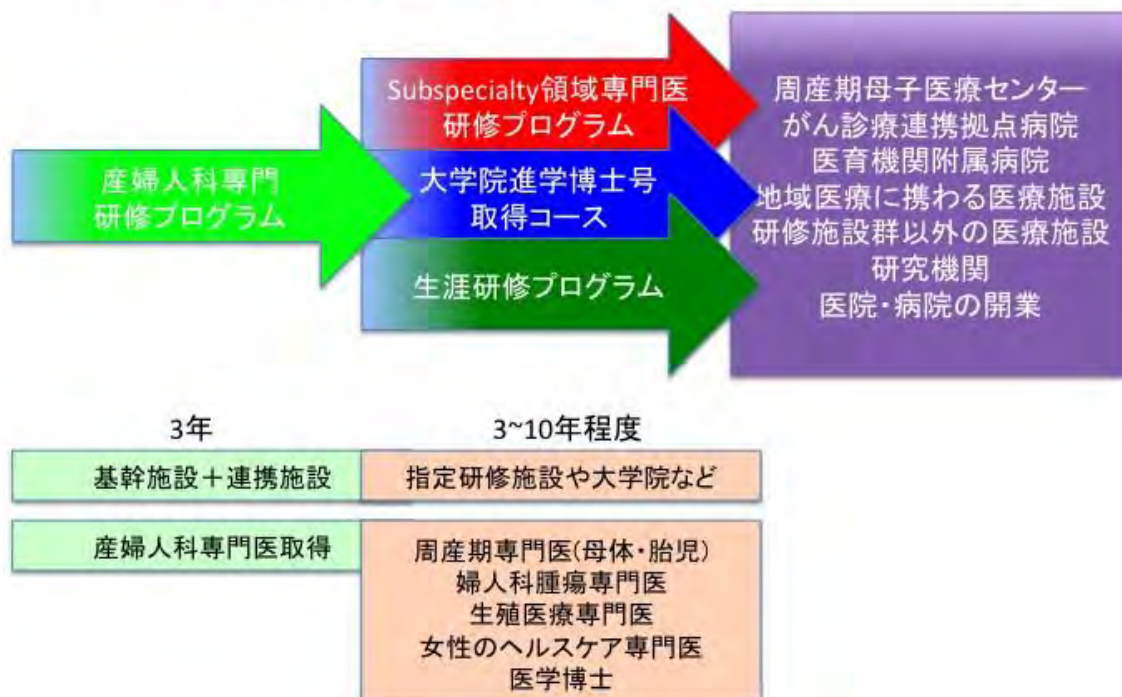 産婦人科専門
研修プログラム
Subspecialty領域専門医
研修プログラム
大学院進学博士号
取得コース
生涯研修プログラム
周産期母子医療センター
がん診療連携拠点病院
医育機関附属病院
地域医療に携わる医療施設
研修施設群以外の医療施設
研究機関
医院・病院の開業
3年
3~10年程度
基幹施設＋連携施設
指定研修施設や大学院など
産婦人科専門医取得
周産期専門医(母体・胎児)
婦人科腫瘍専門医
生殖医療専門医
女性のヘルスケア専門医
医学博士